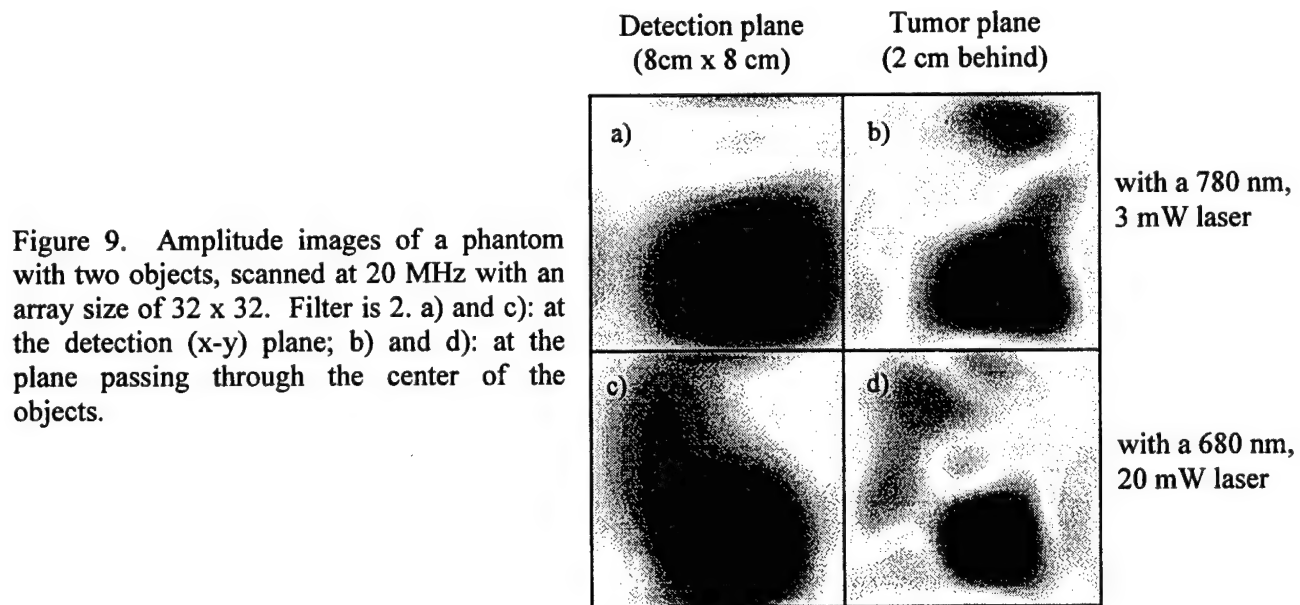 Detection plane
(8cm x 8 cm)
Tumor plane
(2 cm behind)
a)
b)
with a 780 nm,
3 mW laser
Figure 9. Amplitude images of a phantom
with two objects, scanned at 20 MHz with an
array size of 32 x 32. Filter is 2. a) and c): at
the detection (x-y) plane; b) and d): at the
plane passing through the center of the
objects.
c)
d)
with a 680 nm,
20 mW laser